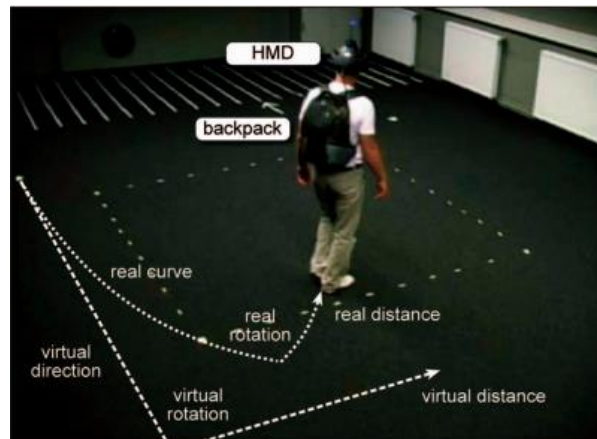 HMD
backpack
real curve
real
rotation
real distance
virtual
direction
virtual
rotation
virtual distance